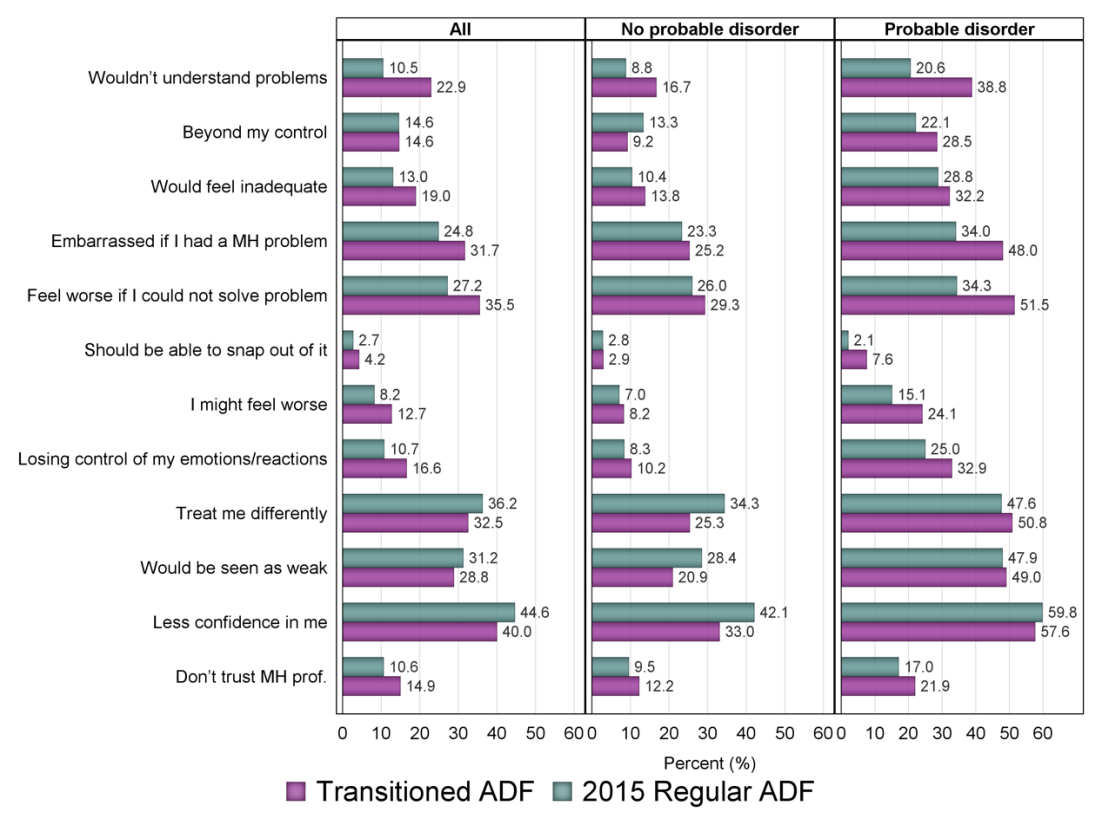 All No probable disorder Probable disorder
Wouldn't understand problems 10.5 8.8 20.6
22.9 16.7 38.8
Beyond my control 14.6 13.3 22.1
14.6 9.2 28.5
Would feel inadequate 13.0 10.4 28.8
19.0 13.8 32.2
Embarrassed if I had a MH problem 24.8 23.3 34.0
31.7 25.2 48.0
Feel worse if I could not solve problem 27.2 26.0 34.3
35.5 29.3 51.5
Should be able to snap out of it 2.7 2.8 2.1
4.2 2.9 7.6
I might feel worse 8.2 7.0 15.1
12.7 8.2 24.1
Losing control of my emotions/reactions 10.7 8.3 25.0
16.6 10.2 32.9
Treat me differently 36.2 34.3 47.6
32.5 25.3 50.8
Would be seen as weak 31.2 28.4 47.9
28.8 20.9 49.0
Less confidence in me 44.6 42.1 59.8
40.0 33.0 57.6
Don't trust MH prof. 10.6 9.5 17.0
14.9 12.2 21.9
0 10 20 30 40 50 60 0 10 20 30 40 50 60 0 10 20 30 40 50 60
Percent (%)
Transitioned ADF 2015 Regular ADF